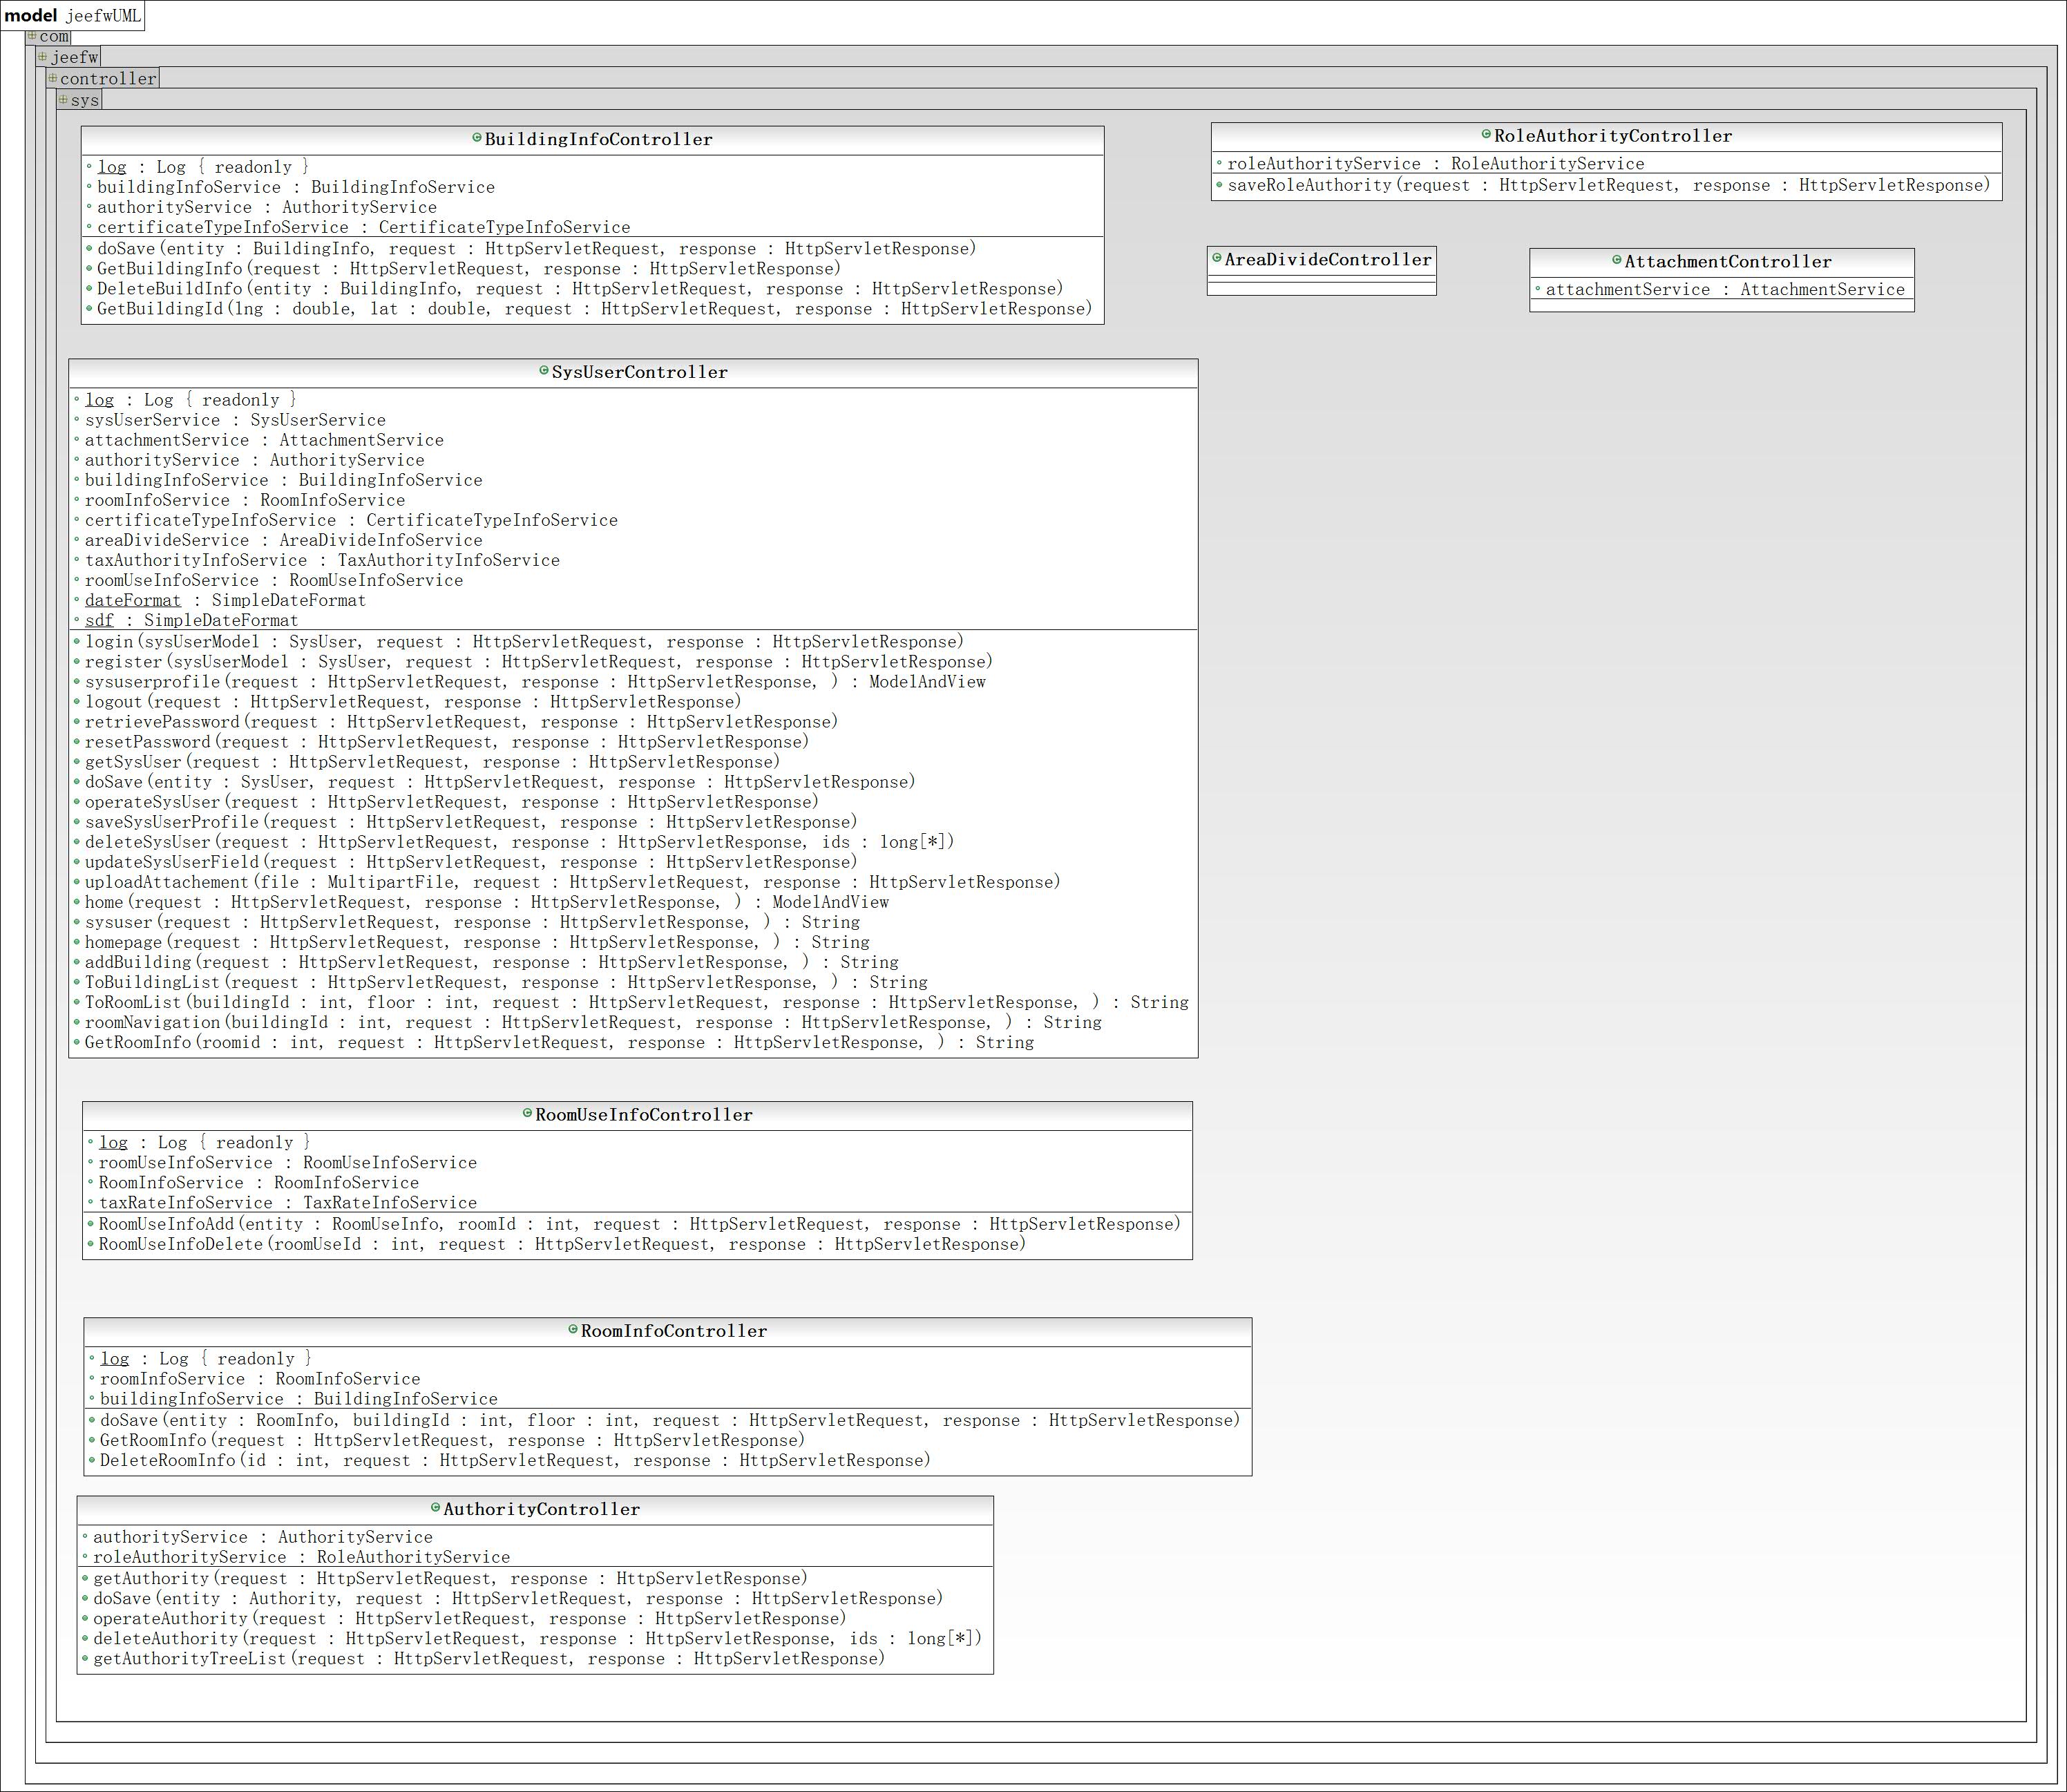 model jeefwUML
com
jeefw
controller
sys
BuildingInfoController
log : Log { readonly }
buildingInfoService : BuildingInfoService
authorityService : AuthorityService
certificateTypeInfoService : CertificateTypeInfoService
doSave(entity : BuildingInfo, request : HttpServletRequest, response : HttpServletResponse)
GetBuildingInfo(request : HttpServletRequest, response : HttpServletResponse)
DeleteBuildInfo(entity : BuildingInfo, request : HttpServletRequest, response : HttpServletResponse)
GetBuildingId(lng : double, lat : double, request : HttpServletRequest, response : HttpServletResponse)
RoleAuthorityController
roleAuthorityService : RoleAuthorityService
saveRoleAuthority(request : HttpServletRequest, response : HttpServletResponse)
AreaDivideController
AttachmentController
attachmentService : AttachmentService
SysUserController
log : Log { readonly }
sysUserService : SysUserService
attachmentService : AttachmentService
authorityService : AuthorityService
buildingInfoService : BuildingInfoService
roomInfoService : RoomInfoService
certificateTypeInfoService : CertificateTypeInfoService
areaDivideService : AreaDivideInfoService
taxAuthorityInfoService : TaxAuthorityInfoService
roomUseInfoService : RoomUseInfoService
dateFormat : SimpleDateFormat
sdf : SimpleDateFormat
login(sysUserModel : SysUser, request : HttpServletRequest, response : HttpServletResponse)
register(sysUserModel : SysUser, request : HttpServletRequest, response : HttpServletResponse)
sysuserprofile(request : HttpServletRequest, response : HttpServletResponse, ) : ModelAndView
logout(request : HttpServletRequest, response : HttpServletResponse)
retrievePassword(request : HttpServletRequest, response : HttpServletResponse)
resetPassword(request : HttpServletRequest, response : HttpServletResponse)
getSysUser(request : HttpServletRequest, response : HttpServletResponse)
doSave(entity : SysUser, request : HttpServletRequest, response : HttpServletResponse)
operateSysUser(request : HttpServletRequest, response : HttpServletResponse)
saveSysUserProfile(request : HttpServletRequest, response : HttpServletResponse)
deleteSysUser(request : HttpServletRequest, response : HttpServletResponse, ids : long[*])
updateSysUserField(request : HttpServletRequest, response : HttpServletResponse)
uploadAttachement(file : MultipartFile, request : HttpServletRequest, response : HttpServletResponse)
home(request : HttpServletRequest, response : HttpServletResponse, ) : ModelAndView
sysuser(request : HttpServletRequest, response : HttpServletResponse, ) : String
homepage(request : HttpServletRequest, response : HttpServletResponse, ) : String
addBuilding(request : HttpServletRequest, response : HttpServletResponse, ) : String
ToBuildingList(request : HttpServletRequest, response : HttpServletResponse, ) : String
ToRoomList(buildingId : int, floor : int, request : HttpServletRequest, response : HttpServletResponse, ) : String
roomNavigation(buildingId : int, request : HttpServletRequest, response : HttpServletResponse, ) : String
GetRoomInfo(roomid : int, request : HttpServletRequest, response : HttpServletResponse, ) : String
RoomUseInfoController
log : Log { readonly }
roomUseInfoService : RoomUseInfoService
RoomInfoService : RoomInfoService
taxRateInfoService : TaxRateInfoService
RoomUseInfoAdd(entity : RoomUseInfo, roomId : int, request : HttpServletRequest, response : HttpServletResponse)
RoomUseInfoDelete(roomUseId : int, request : HttpServletRequest, response : HttpServletResponse)
RoomInfoController
log : Log { readonly }
roomInfoService : RoomInfoService
buildingInfoService : BuildingInfoService
doSave(entity : RoomInfo, buildingId : int, floor : int, request : HttpServletRequest, response : HttpServletResponse)
GetRoomInfo(request : HttpServletRequest, response : HttpServletResponse)
DeleteRoomInfo(id : int, request : HttpServletRequest, response : HttpServletResponse)
AuthorityController
authorityService : AuthorityService
roleAuthorityService : RoleAuthorityService
getAuthority(request : HttpServletRequest, response : HttpServletResponse)
doSave(entity : Authority, request : HttpServletRequest, response : HttpServletResponse)
operateAuthority(request : HttpServletRequest, response : HttpServletResponse)
deleteAuthority(request : HttpServletRequest, response : HttpServletResponse, ids : long[*])
getAuthorityTreeList(request : HttpServletRequest, response : HttpServletResponse)